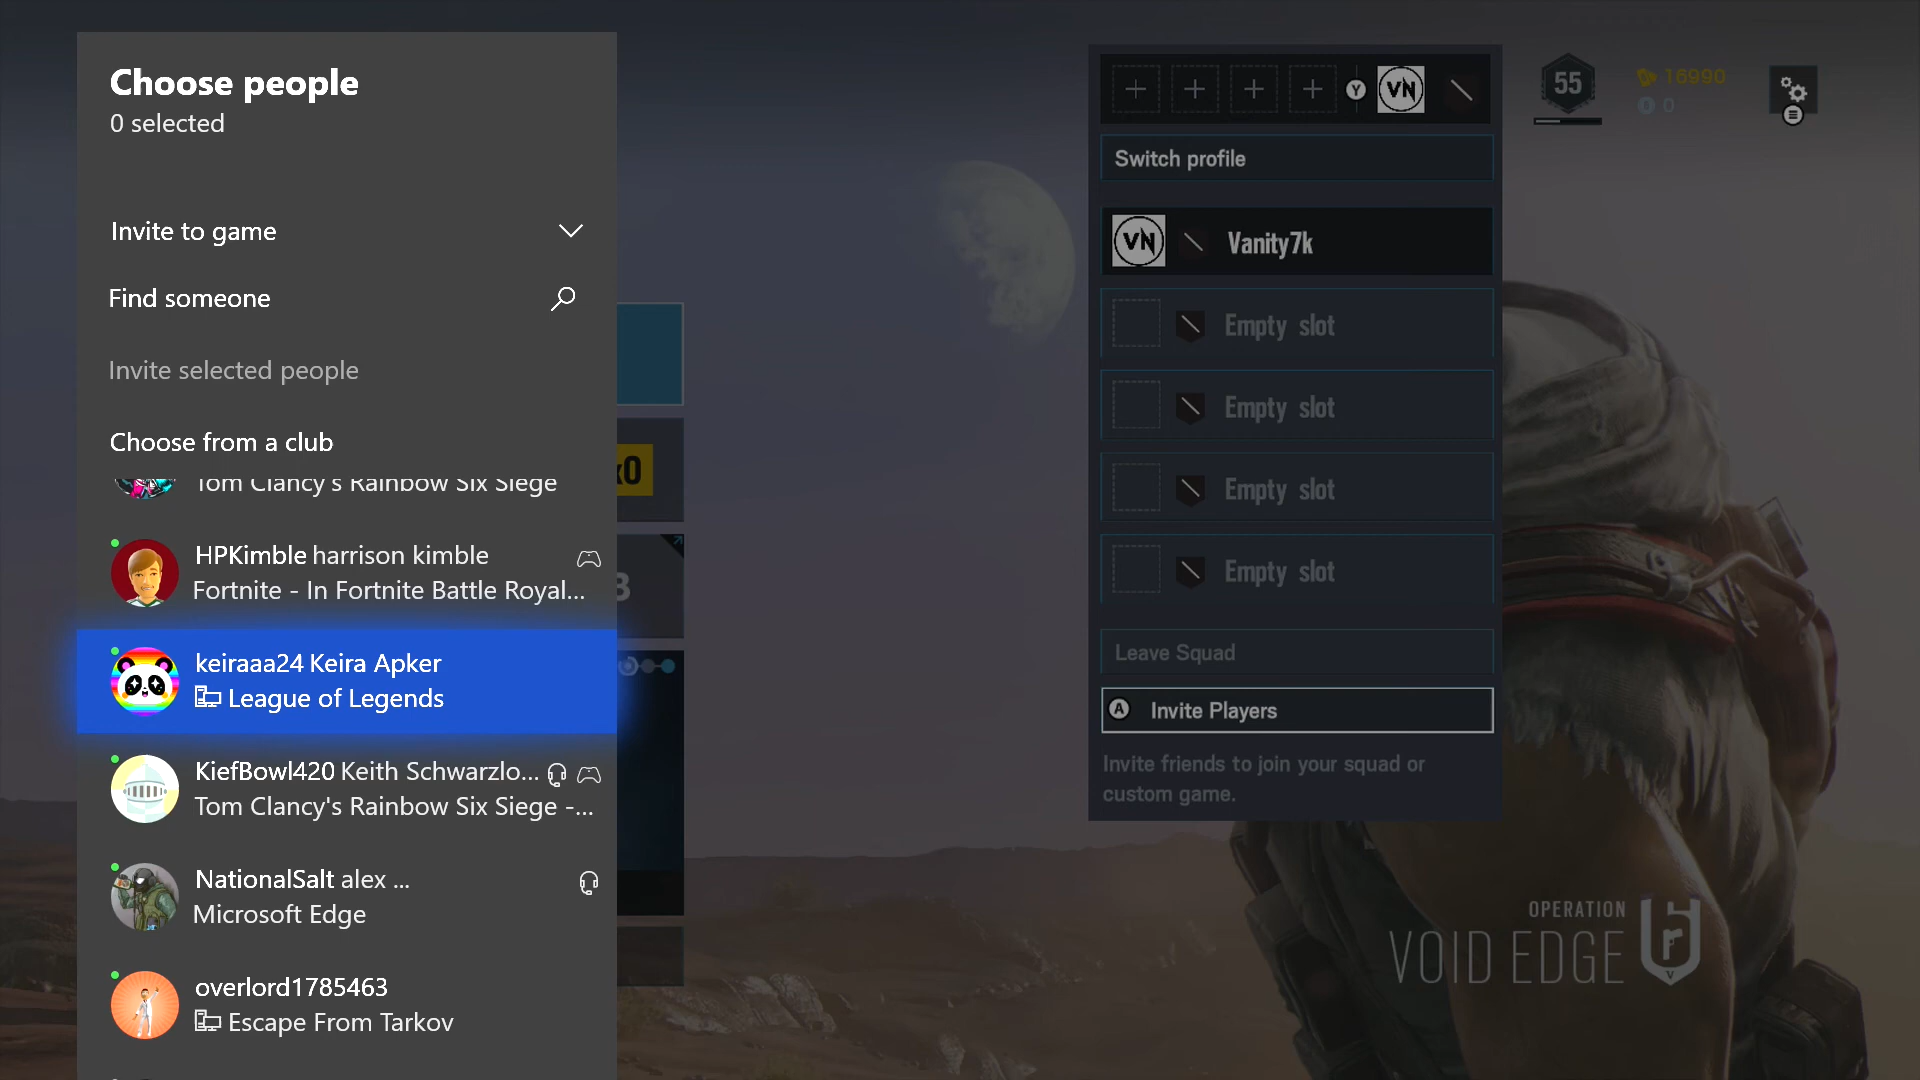 Choose people
0 selected
Invite to game
Find someone
Invite selected people
Choose from a club
Tom Clancy's Rainbow Six Siege
HPKimble harrison kimble
Fortnite - In Fortnite Battle Royal...
keiraaa24 Keira Apker
League of Legends
KiefBowl420 Keith Schwarzlo...
Tom Clancy's Rainbow Six Siege -...
NationalSalt alex ...
Microsoft Edge
overlord1785463
Escape From Tarkov
Y VN
55
16990
0
Switch profile
VN Vanity7k
Empty slot
Empty slot
Empty slot
Empty slot
Leave Squad
A Invite Players
Invite friends to join your squad or
custom game.
OPERATION
VOID EDGE